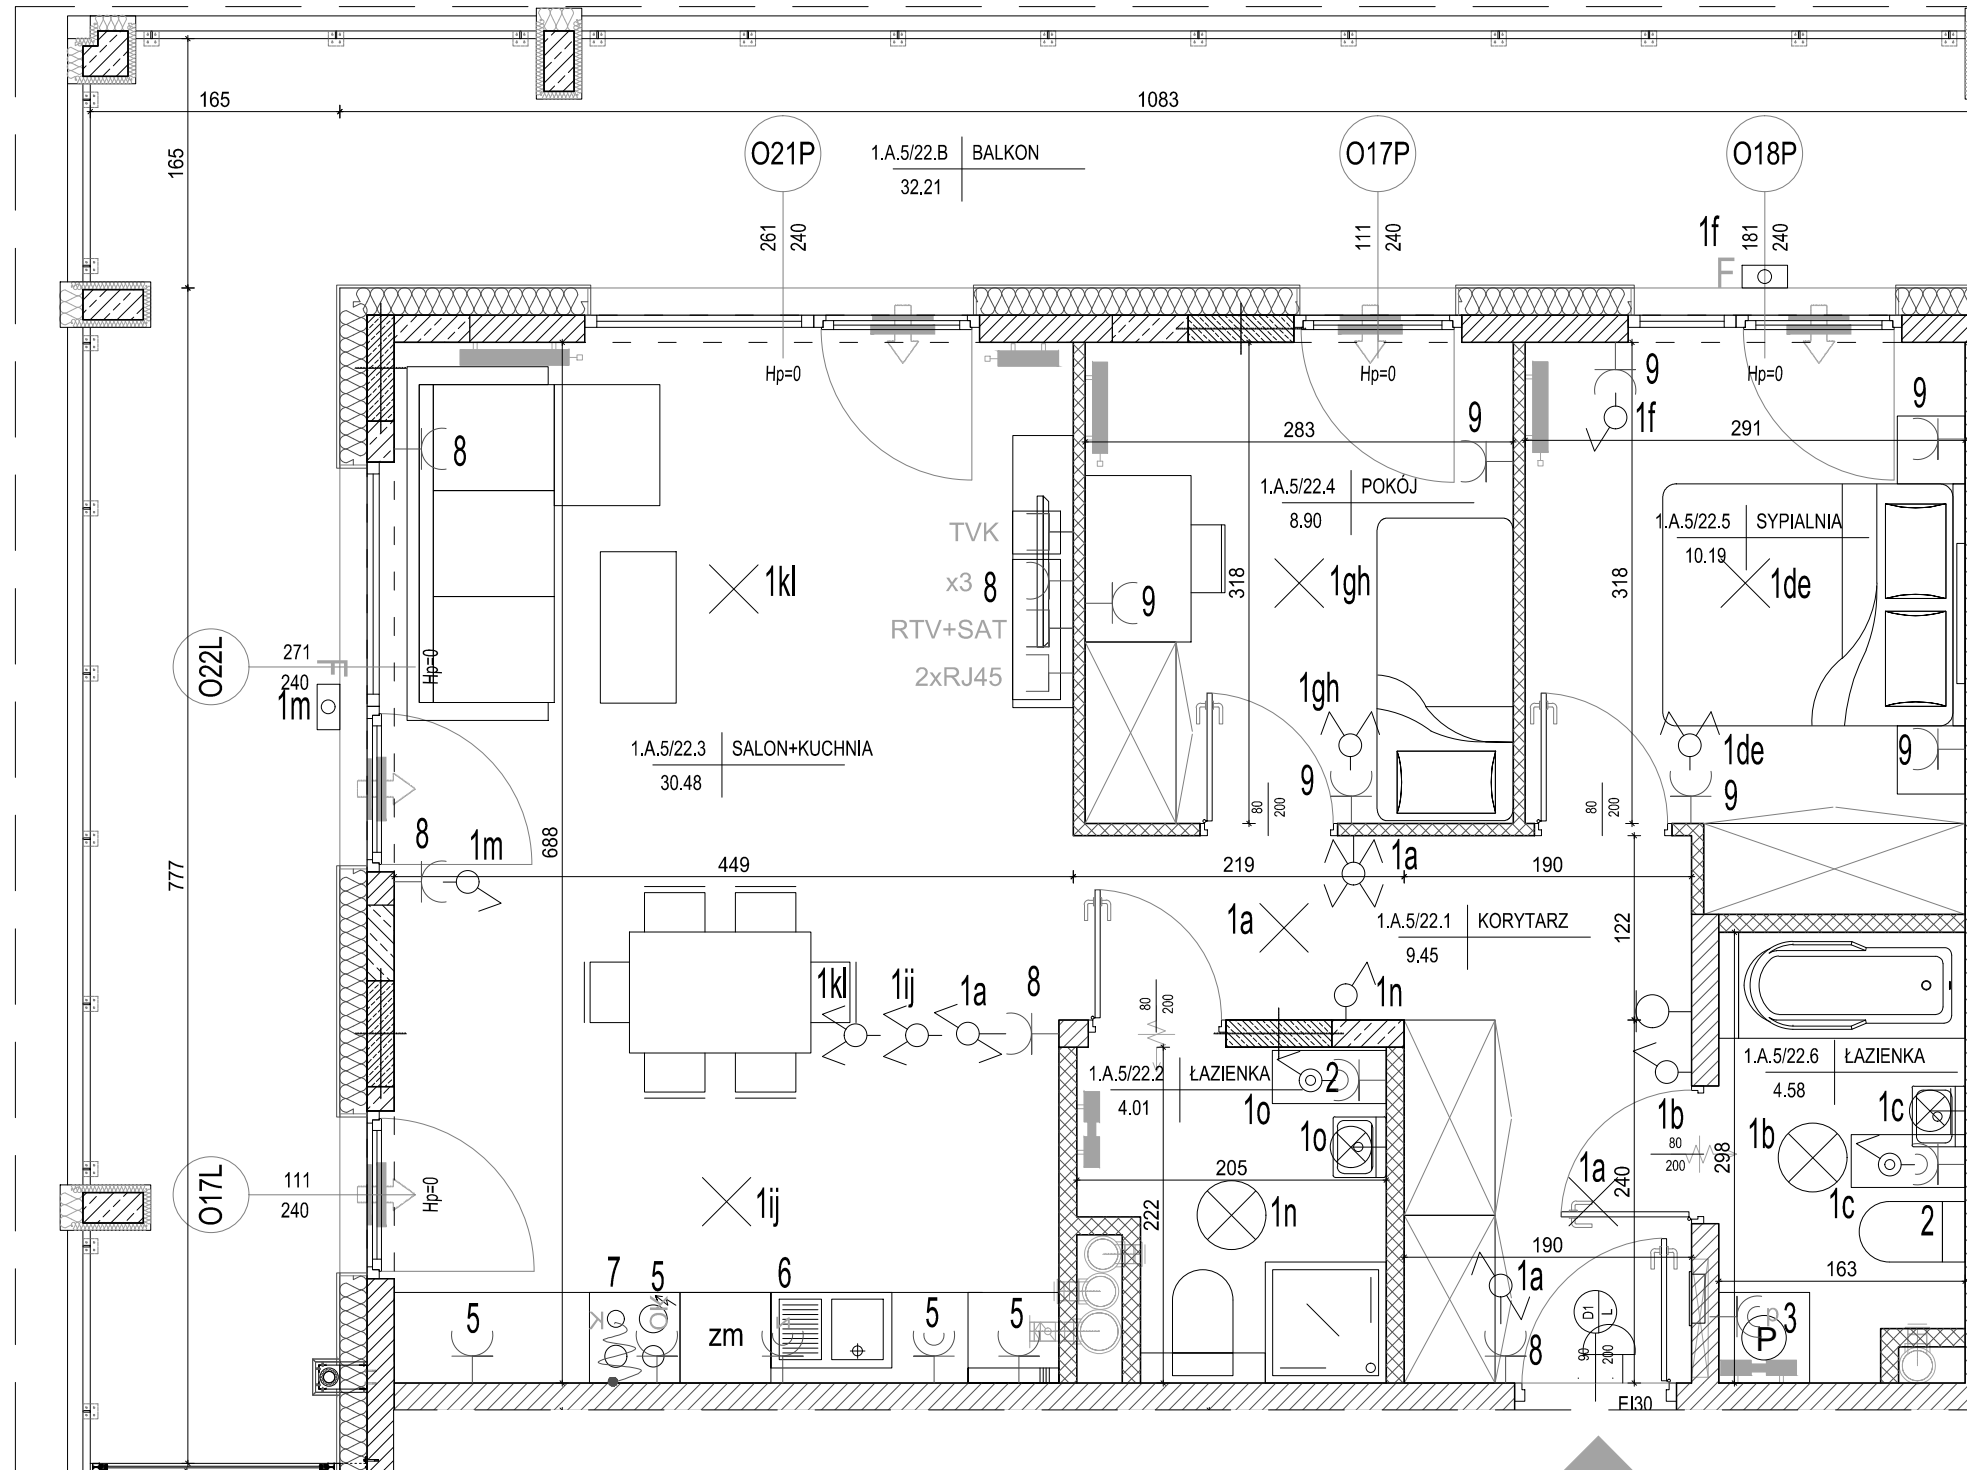 165
1083
165
O21P
1.A.5/22.B BALKON
32.21
O17P
O18P
261
240
111
240
1f
181
240
F
Hp=0
Hp=0
Hp=0
9
9
8
9
1f
283
291
1.A.5/22.4 POKÓJ
8.90
1.A.5/22.5 SYPIALNIA
10.19
TVK
1kl
x3 8
318
1gh
318
1de
9
RTV+SAT
2xRJ45
O22L
271
240
F
Hp=0
1m
1gh
1.A.5/22.3 SALON+KUCHNIA
30.48
1de
9
9
9
80
200
80
200
8
1m
688
777
449
219
1a
190
1a
1.A.5/22.1 KORYTARZ
9.45
122
1kl
1ij
1a
8
80
200
1n
1.A.5/22.2 ŁAZIENKA
4.01
2
1o
1o
1.A.5/22.6 ŁAZIENKA
4.58
1b
1c
80
200
298
1b
O17L
111
240
Hp=0
1ij
205
222
1n
1a
240
1c
2
190
163
7
5
6
1a
5
K
zm
5
5
8
D1
L
90
200
p
3
P
EI30